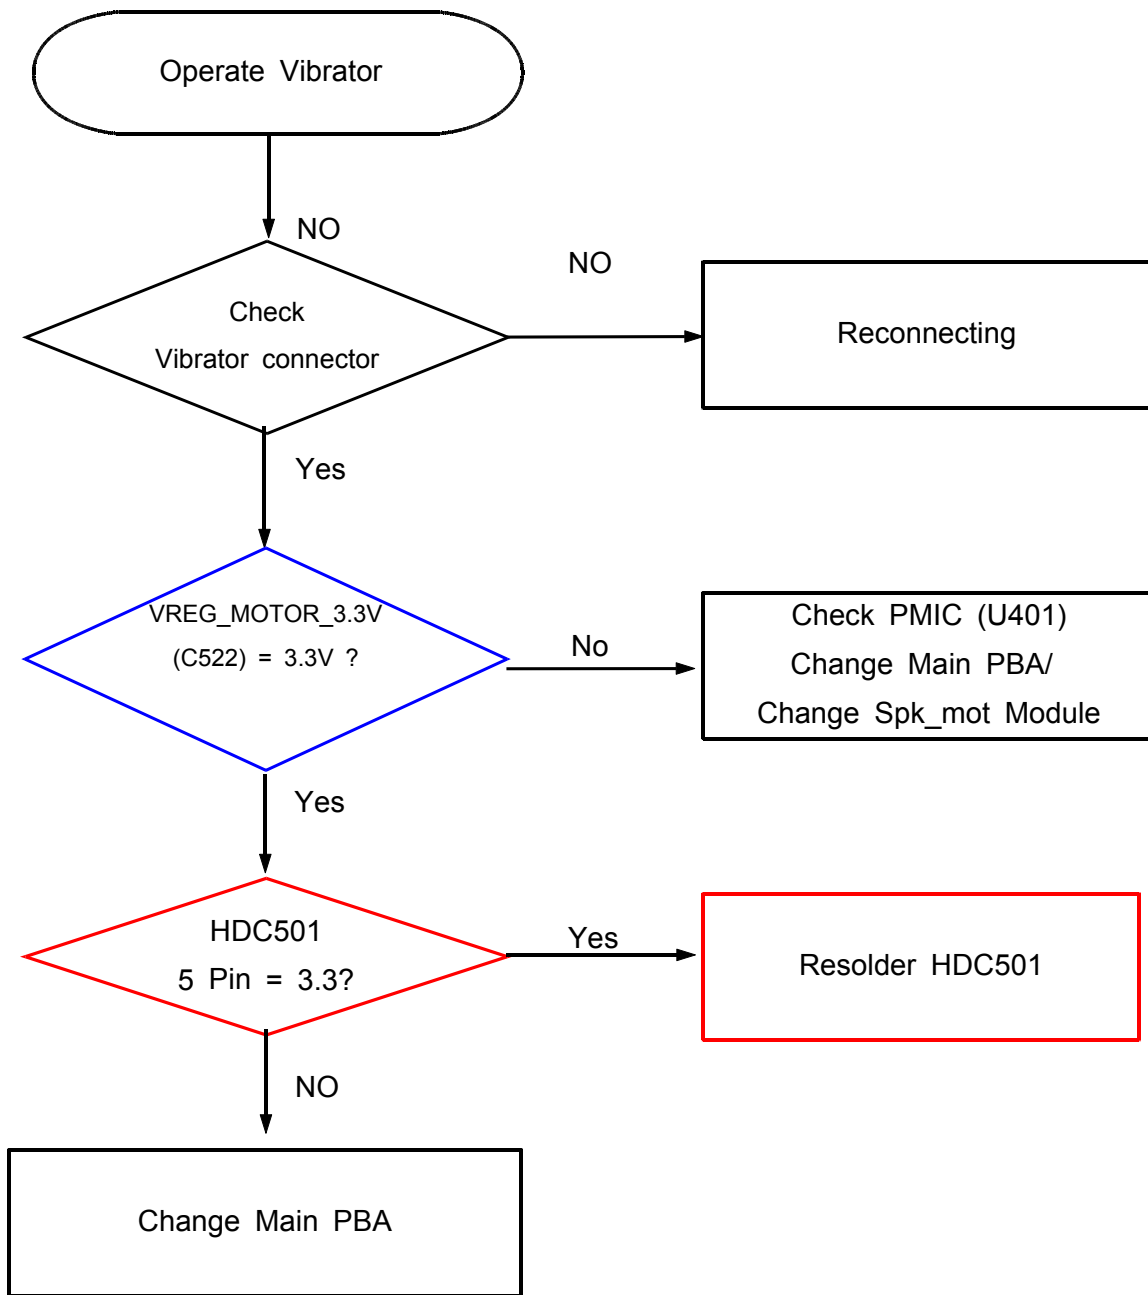 Operate Vibrator
NO
Check
Vibrator connector
NO
Reconnecting
Yes
VREG_MOTOR_3.3V
(C522) = 3.3V ?
No
Check PMIC (U401)
Change Main PBA/
Change Spk_mot Module
Yes
HDC501
5 Pin = 3.3?
Yes
Resolder HDC501
NO
Change Main PBA